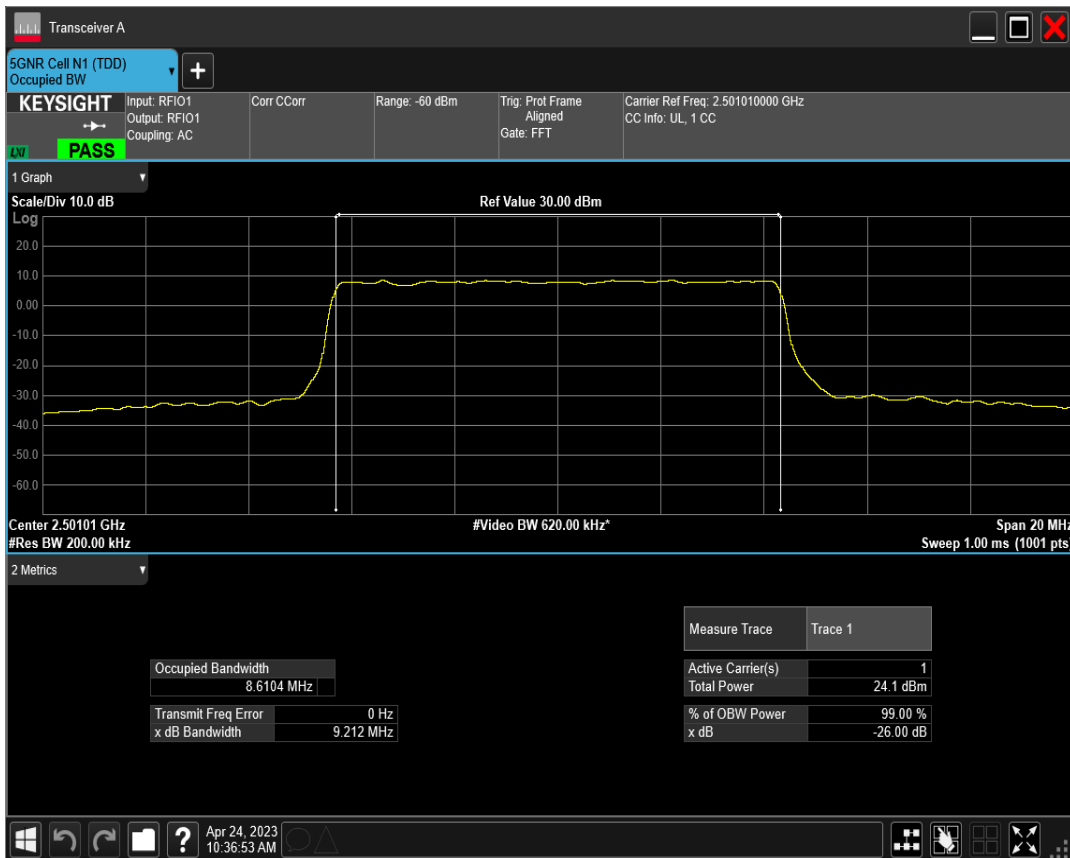 Transceiver A
5GNR Cell N1 (TDD)
Occupied BW
KEYSIGHT
LXI
PASS
Input: RFIO1
Output: RFIO1
Coupling: AC
Corr CCorr
Range: -60 dBm
Trig: Prot Frame
Aligned
Gate: FFT
Carrier Ref Freq: 2.501010000 GHz
CC Info: UL, 1 CC
1 Graph
Scale/Div 10.0 dB
Ref Value 30.00 dBm
Log
20.0
10.0
0.00
-10.0
-20.0
-30.0
-40.0
-50.0
-60.0
Center 2.50101 GHz
#Video BW 620.00 kHz*
Span 20 MHz
#Res BW 200.00 kHz
Sweep 1.00 ms (1001 pts)
2 Metrics
Measure Trace Trace 1
Occupied Bandwidth
8.6104 MHz
Active Carrier(s) 1
Total Power 24.1 dBm
Transmit Freq Error 0 Hz
x dB Bandwidth 9.212 MHz
% of OBW Power 99.00 %
x dB -26.00 dB
?
Apr 24, 2023
10:36:53 AM